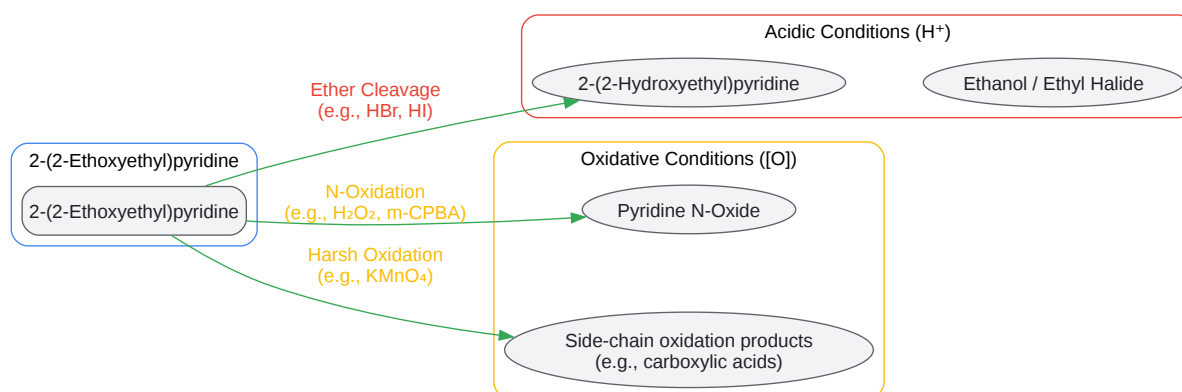 Acidic Conditions (H⁺)
2-(2-Hydroxyethyl)pyridine
Ethanol / Ethyl Halide
Ether Cleavage
(e.g., HBr, HI)
2-(2-Ethoxyethyl)pyridine
2-(2-Ethoxyethyl)pyridine
Oxidative Conditions ([O])
N-Oxidation
(e.g., H₂O₂, m-CPBA)
Pyridine N-Oxide
Harsh Oxidation
(e.g., KMnO₄)
Side-chain oxidation products
(e.g., carboxylic acids)